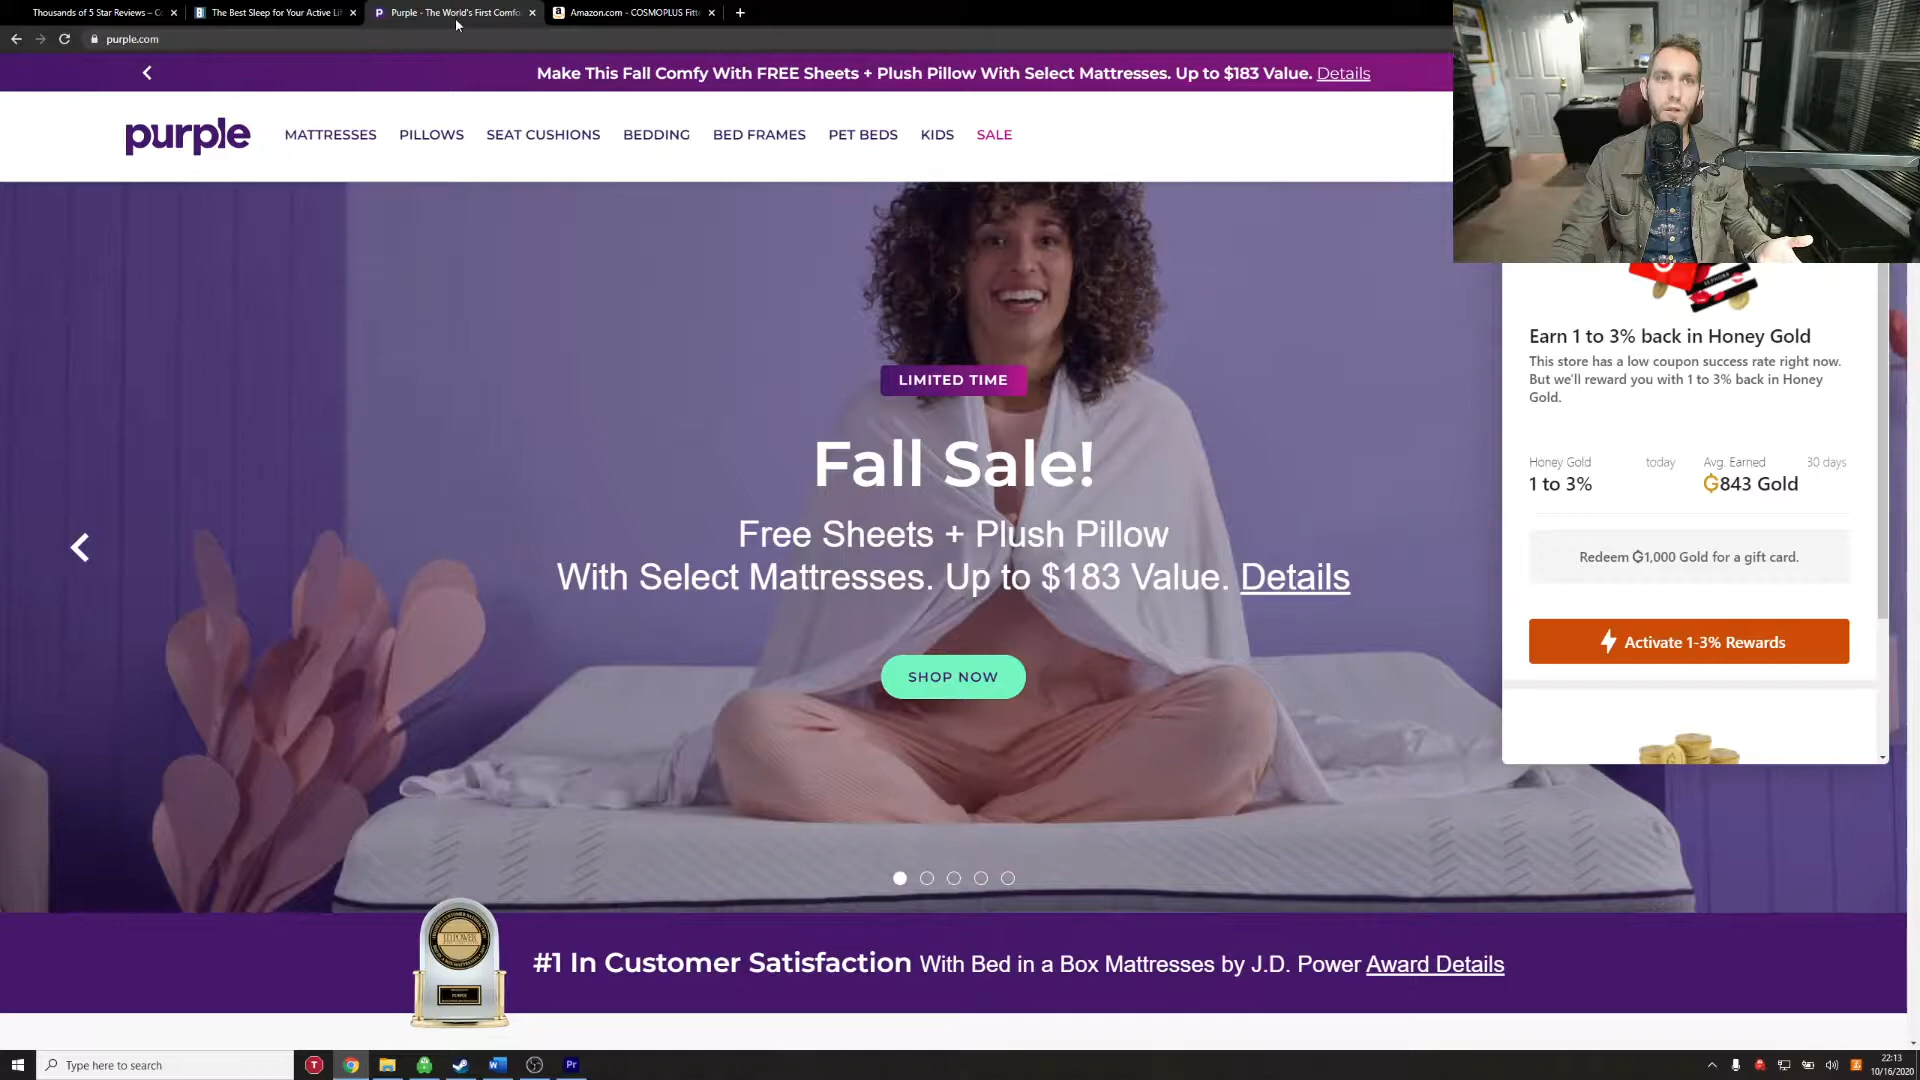 Thousands of 5 Star Reviews – Co
The Best Sleep for Your Active Li
Purple - The World's First Comfo
Amazon.com - COSMOPLUS Fitte
purple.com
Make This Fall Comfy With FREE Sheets + Plush Pillow With Select Mattresses. Up to $183 Value. Details
purple
MATTRESSES PILLOWS SEAT CUSHIONS BEDDING BED FRAMES PET BEDS KIDS SALE
LIMITED TIME
Fall Sale!
Free Sheets + Plush Pillow
With Select Mattresses. Up to $183 Value. Details
SHOP NOW
SEPHORA
Earn 1 to 3% back in Honey Gold
This store has a low coupon success rate right now.
But we'll reward you with 1 to 3% back in Honey
Gold.
Honey Gold today
1 to 3%
Avg. Earned 30 days
843 Gold
Redeem 1,000 Gold for a gift card.
Activate 1-3% Rewards
J.D. POWER
PURPLE
#1 In Customer Satisfaction With Bed in a Box Mattresses by J.D. Power Award Details
Type here to search
T
Pr
22:13
10/16/2020